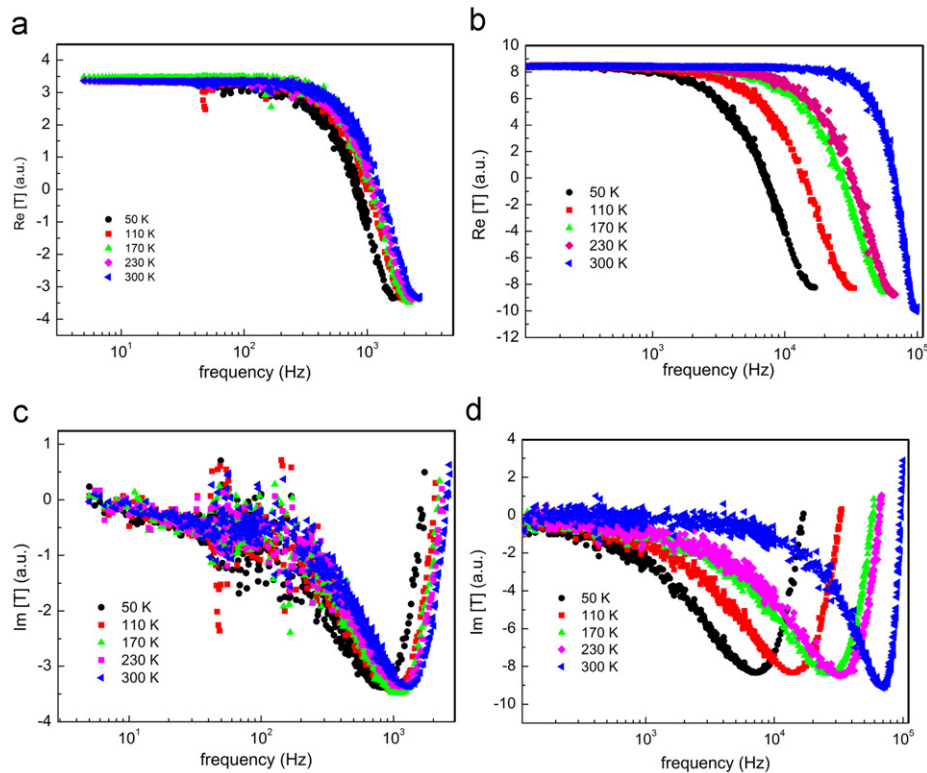 a
Re [T] (a.u.)
4
3
2
1
0
-1
-2
-3
-4
50 K
110 K
170 K
230 K
300 K
10¹
10²
10³
frequency (Hz)
b
Re [T] (a.u.)
10
8
6
4
2
0
-2
-4
-6
-8
-10
-12
50 K
110 K
170 K
230 K
300 K
10³
10⁴
10⁵
frequency (Hz)
c
Im [T] (a.u.)
1
0
-1
-2
-3
-4
50 K
110 K
170 K
230 K
300 K
10¹
10²
10³
frequency (Hz)
d
Im [T] (a.u.)
4
2
0
-2
-4
-6
-8
-10
50 K
110 K
170 K
230 K
300 K
10³
10⁴
10⁵
frequency (Hz)